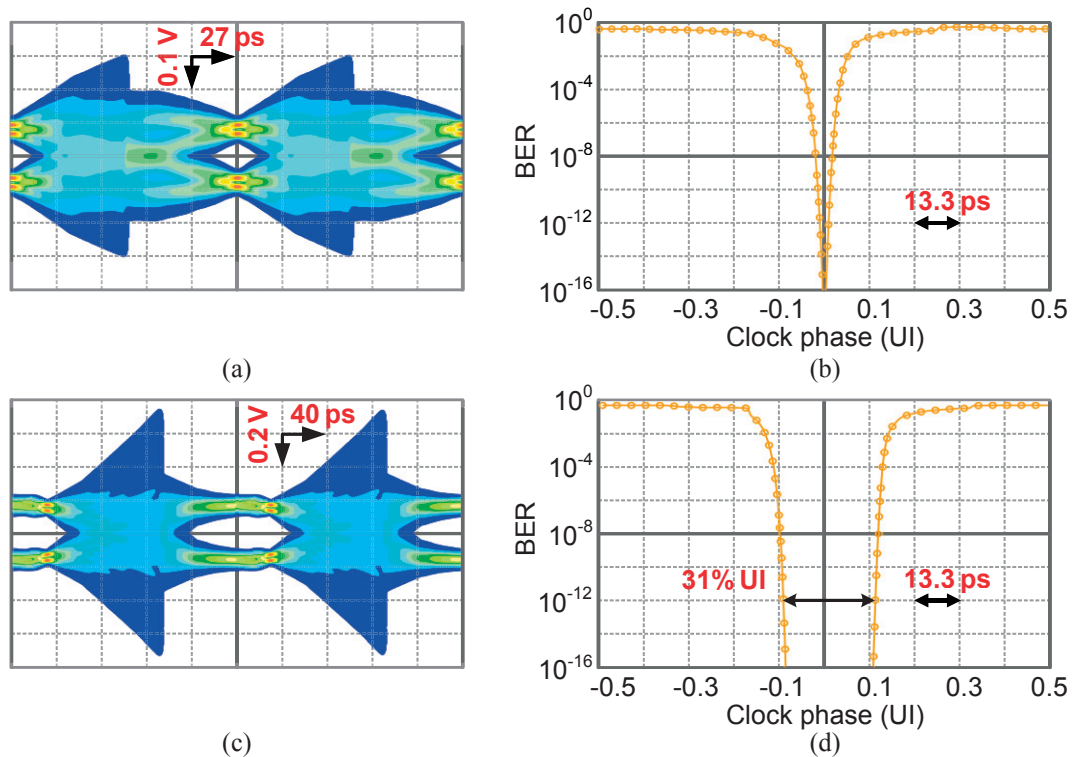 0.1 V
27 ps
(a)
BER
10^0
10^-4
10^-8
10^-12
10^-16
13.3 ps
-0.5
-0.3
-0.1
0.1
0.3
0.5
Clock phase (UI)
(b)
0.2 V
40 ps
(c)
BER
10^0
10^-4
10^-8
10^-12
10^-16
31% UI
13.3 ps
-0.5
-0.3
-0.1
0.1
0.3
0.5
Clock phase (UI)
(d)